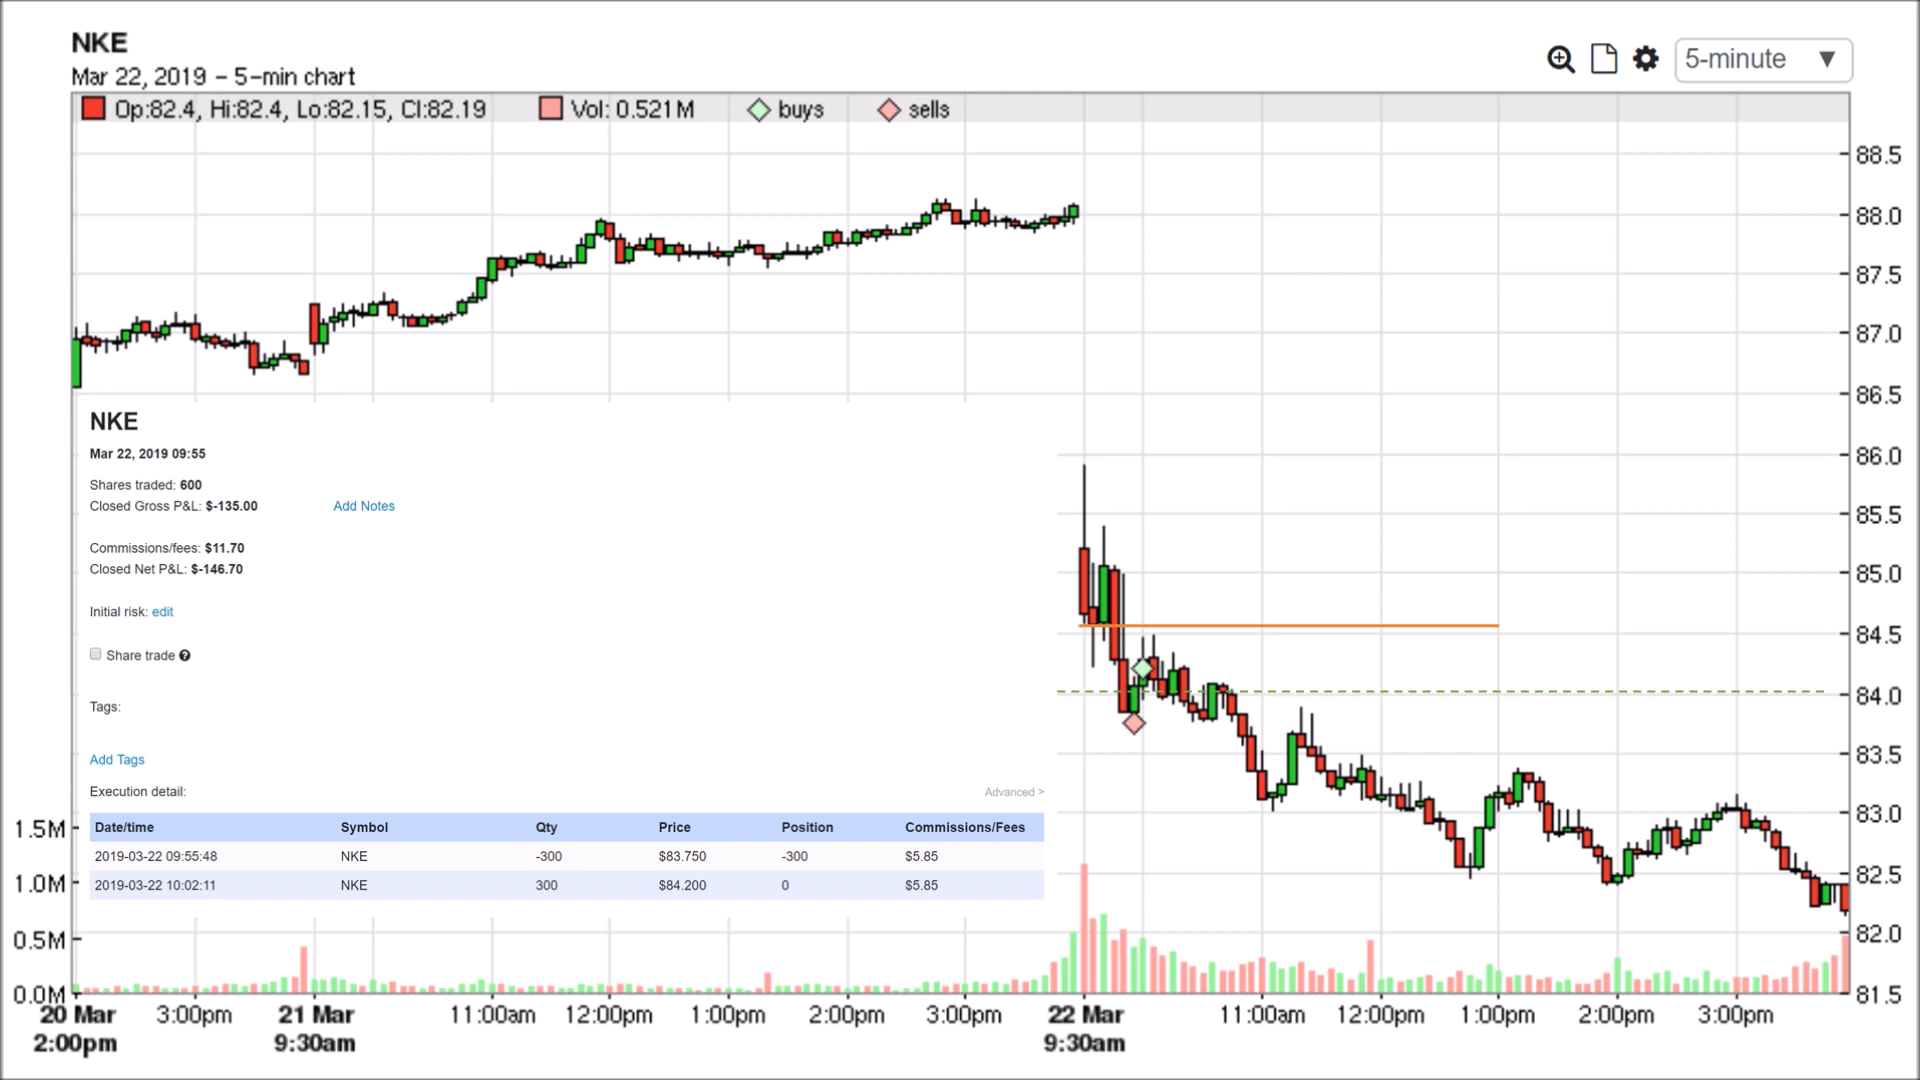 NKE
Mar 22, 2019 – 5-min chart
5-minute ▼
Op:82.4, Hi:82.4, Lo:82.15, Cl:82.19 Vol: 0.521M buys sells
88.5
88.0
87.5
87.0
86.5
86.0
85.5
85.0
84.5
84.0
83.5
83.0
82.5
82.0
81.5
NKE
Mar 22, 2019 09:55
Shares traded: 600
Closed Gross P&L: $-135.00 Add Notes
Commissions/fees: $11.70
Closed Net P&L: $-146.70
Initial risk: edit
Share trade ?
Tags:
Add Tags
Execution detail: Advanced >
Date/time Symbol Qty Price Position Commissions/Fees
2019-03-22 09:55:48 NKE -300 $83.750 -300 $5.85
2019-03-22 10:02:11 NKE 300 $84.200 0 $5.85
1.5M
1.0M
0.5M
0.0M
20 Mar 3:00pm 21 Mar 11:00am 12:00pm 1:00pm 2:00pm 3:00pm 22 Mar 11:00am 12:00pm 1:00pm 2:00pm 3:00pm
2:00pm 9:30am 9:30am